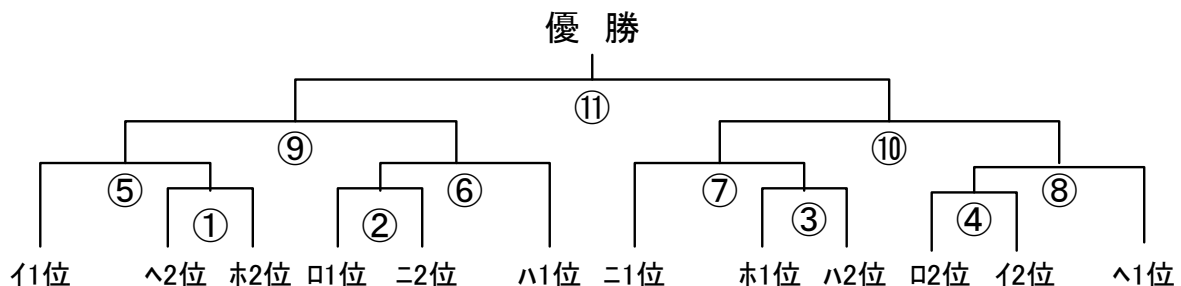 優 勝
⑪
⑨ ⑩
⑤ ⑥ ⑦ ⑧
① ② ③ ④
イ1位 ヘ2位 ホ2位 ロ1位 ニ2位 ハ1位 ニ1位 ホ1位 ハ2位 ロ2位 イ2位 ヘ1位